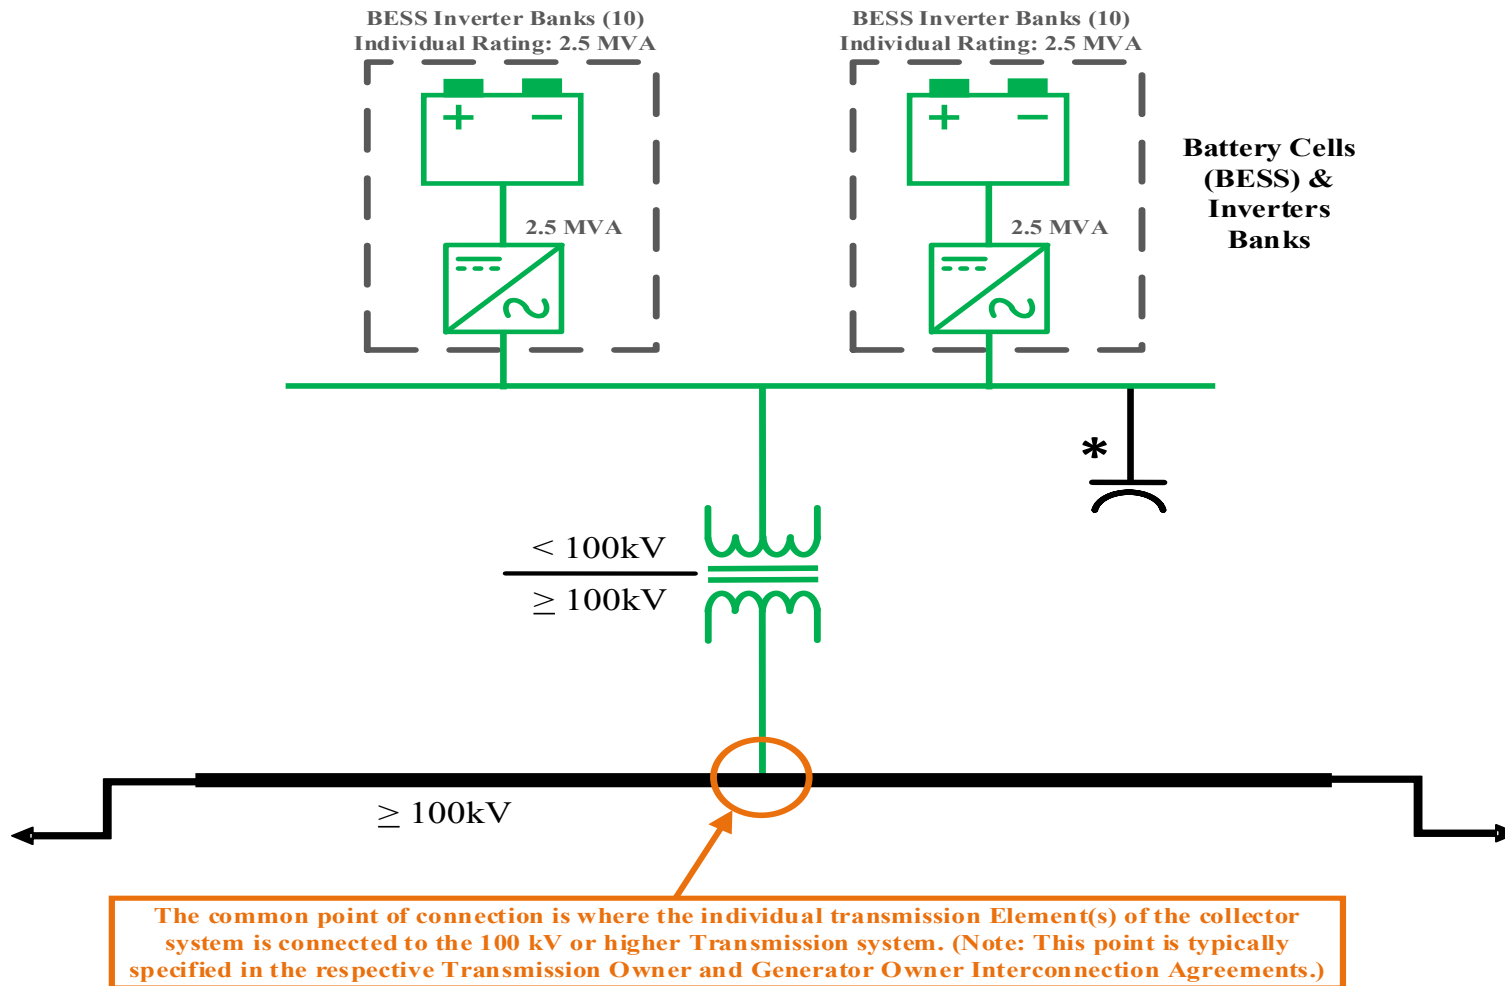 BESS Inverter Banks (10)
Individual Rating: 2.5 MVA
BESS Inverter Banks (10)
Individual Rating: 2.5 MVA
+ −
+ −
Battery Cells
(BESS) &
Inverters
Banks
2.5 MVA
2.5 MVA
*
< 100kV
≥ 100kV
≥ 100kV
The common point of connection is where the individual transmission Element(s) of the collector
system is connected to the 100 kV or higher Transmission system. (Note: This point is typically
specified in the respective Transmission Owner and Generator Owner Interconnection Agreements.)